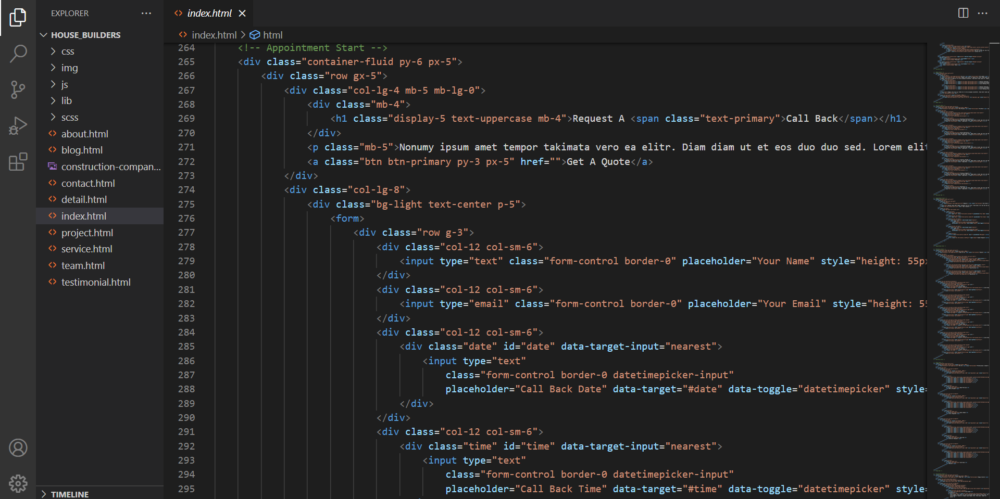 EXPLORER
HOUSE_BUILDERS
css
img
js
lib
scss
about.html
blog.html
construction-compan...
contact.html
detail.html
index.html
project.html
service.html
team.html
testimonial.html
TIMELINE
index.html
index.html > html
264 <!-- Appointment Start -->
265 <div class="container-fluid py-6 px-5">
266 <div class="row gx-5">
267 <div class="col-lg-4 mb-5 mb-lg-0">
268 <div class="mb-4">
269 <h1 class="display-5 text-uppercase mb-4">Request A <span class="text-primary">Call Back</span></h1>
270 </div>
271 <p class="mb-5">Nonumy ipsum amet tempor takimata vero ea elitr. Diam diam ut et eos duo duo sed. Lorem elit
272 <a class="btn btn-primary py-3 px-5" href="">Get A Quote</a>
273 </div>
274 <div class="col-lg-8">
275 <div class="bg-light text-center p-5">
276 <form>
277 <div class="row g-3">
278 <div class="col-12 col-sm-6">
279 <input type="text" class="form-control border-0" placeholder="Your Name" style="height: 55px
280 </div>
281 <div class="col-12 col-sm-6">
282 <input type="email" class="form-control border-0" placeholder="Your Email" style="height: 55
283 </div>
284 <div class="col-12 col-sm-6">
285 <div class="date" id="date" data-target-input="nearest">
286 <input type="text"
287 class="form-control border-0 datetimepicker-input"
288 placeholder="Call Back Date" data-target="#date" data-toggle="datetimepicker" style=
289 </div>
290 </div>
291 <div class="col-12 col-sm-6">
292 <div class="time" id="time" data-target-input="nearest">
293 <input type="text"
294 class="form-control border-0 datetimepicker-input"
295 placeholder="Call Back Time" data-target="#time" data-toggle="datetimepicker" style=